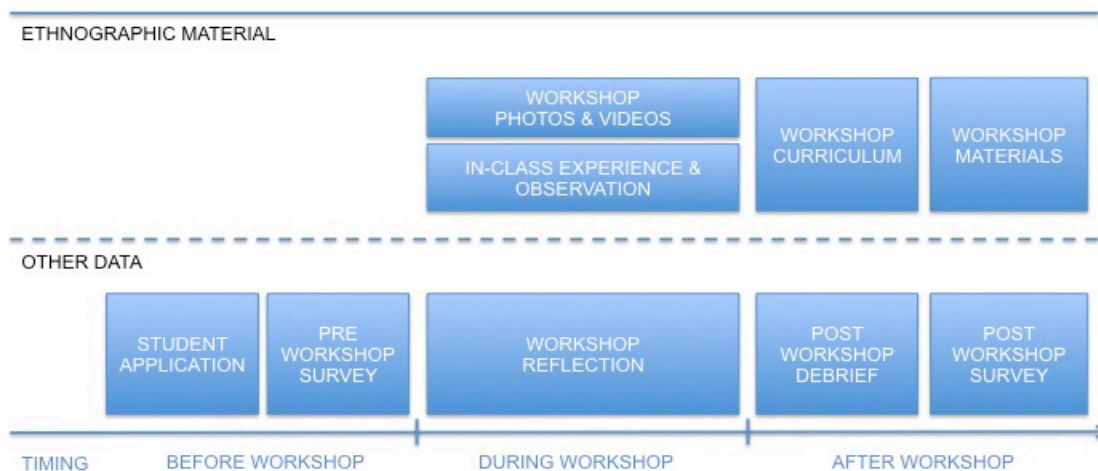 ETHNOGRAPHIC MATERIAL
WORKSHOP
PHOTOS & VIDEOS
IN-CLASS EXPERIENCE &
OBSERVATION
WORKSHOP
CURRICULUM
WORKSHOP
MATERIALS
OTHER DATA
STUDENT
APPLICATION
PRE
WORKSHOP
SURVEY
WORKSHOP
REFLECTION
POST
WORKSHOP
DEBRIEF
POST
WORKSHOP
SURVEY
TIMING
BEFORE WORKSHOP
DURING WORKSHOP
AFTER WORKSHOP